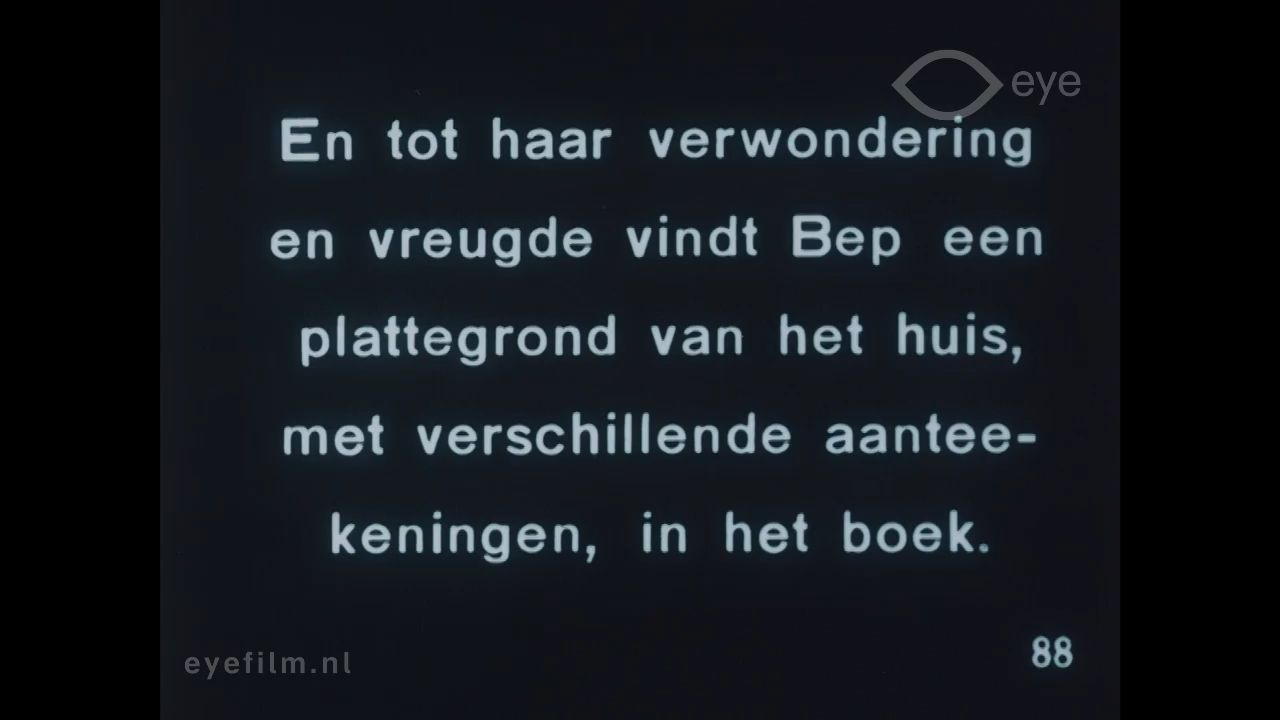 eye
En tot haar verwondering
en vreugde vindt Bep een
plattegrond van het huis,
met verschillende aantee-
keningen, in het boek.
88
eyefilm.nl